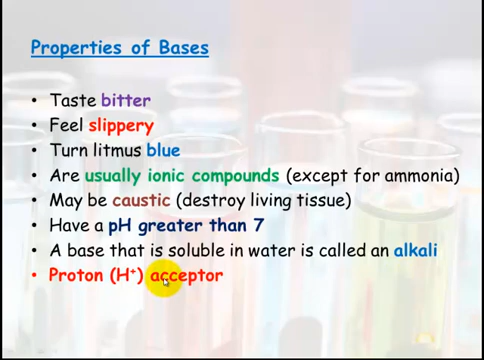 Properties of Bases
• Taste bitter
• Feel slippery
• Turn litmus blue
• Are usually ionic compounds (except for ammonia)
• May be caustic (destroy living tissue)
• Have a pH greater than 7
• A base that is soluble in water is called an alkali
• Proton (H⁺) acceptor